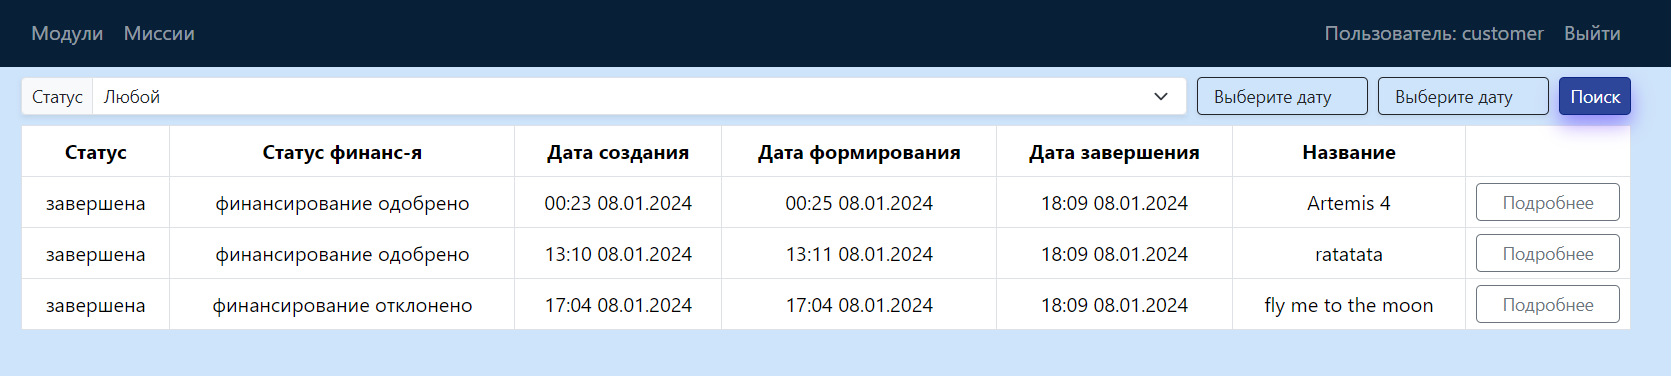 Модули Миссии Пользователь: customer Выйти
Статус Любой Выберите дату Выберите дату Поиск
Статус Статус финанс-я Дата создания Дата формирования Дата завершения Название
завершена финансирование одобрено 00:23 08.01.2024 00:25 08.01.2024 18:09 08.01.2024 Artemis 4 Подробнее
завершена финансирование одобрено 13:10 08.01.2024 13:11 08.01.2024 18:09 08.01.2024 ratatata Подробнее
завершена финансирование отклонено 17:04 08.01.2024 17:04 08.01.2024 18:09 08.01.2024 fly me to the moon Подробнее